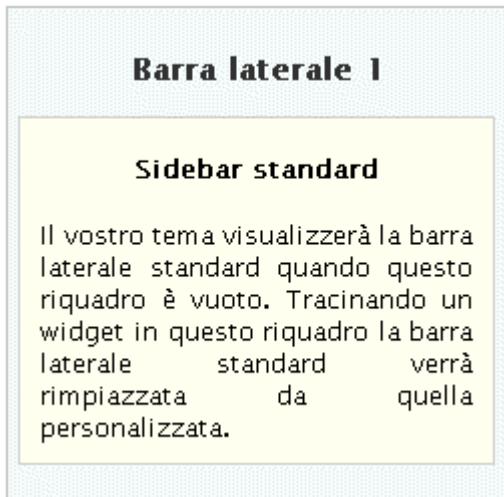 Barra laterale 1
Sidebar standard
Il vostro tema visualizzerà la barra
laterale standard quando questo
riquadro è vuoto. Tracinando un
widget in questo riquadro la barra
laterale standard verrà
rimpiazzata da quella
personalizzata.